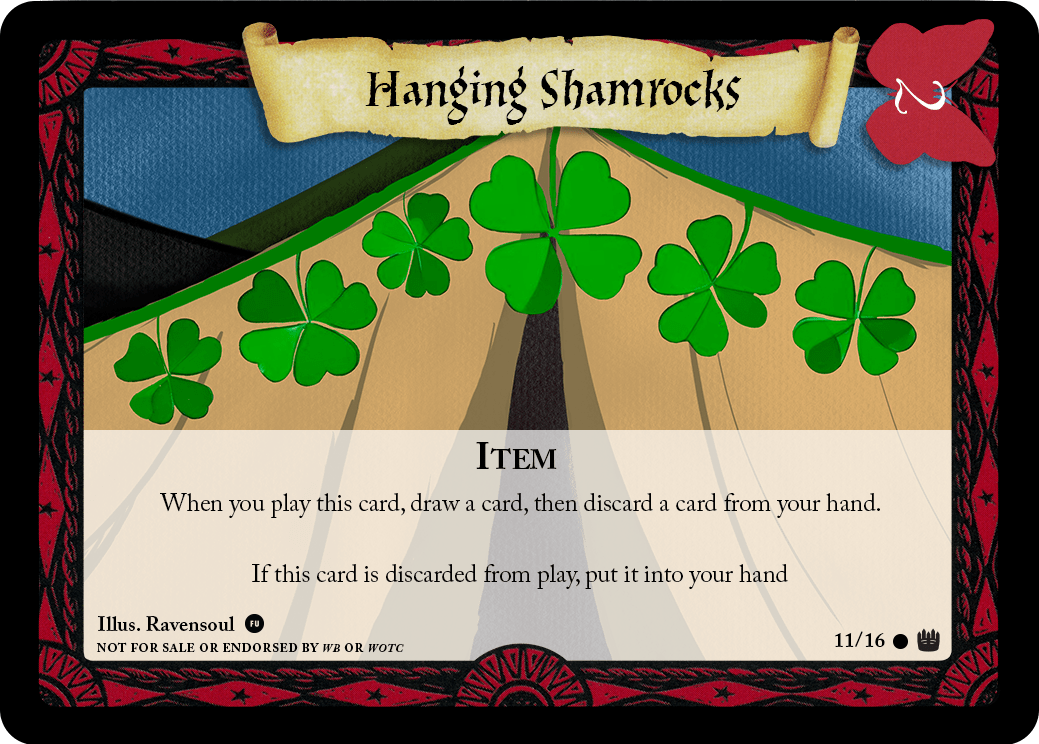 Hanging Shamrocks
2
ITEM
When you play this card, draw a card, then discard a card from your hand.
If this card is discarded from play, put it into your hand
Illus. Ravensoul FU
NOT FOR SALE OR ENDORSED BY WB OR WOTC
11/16